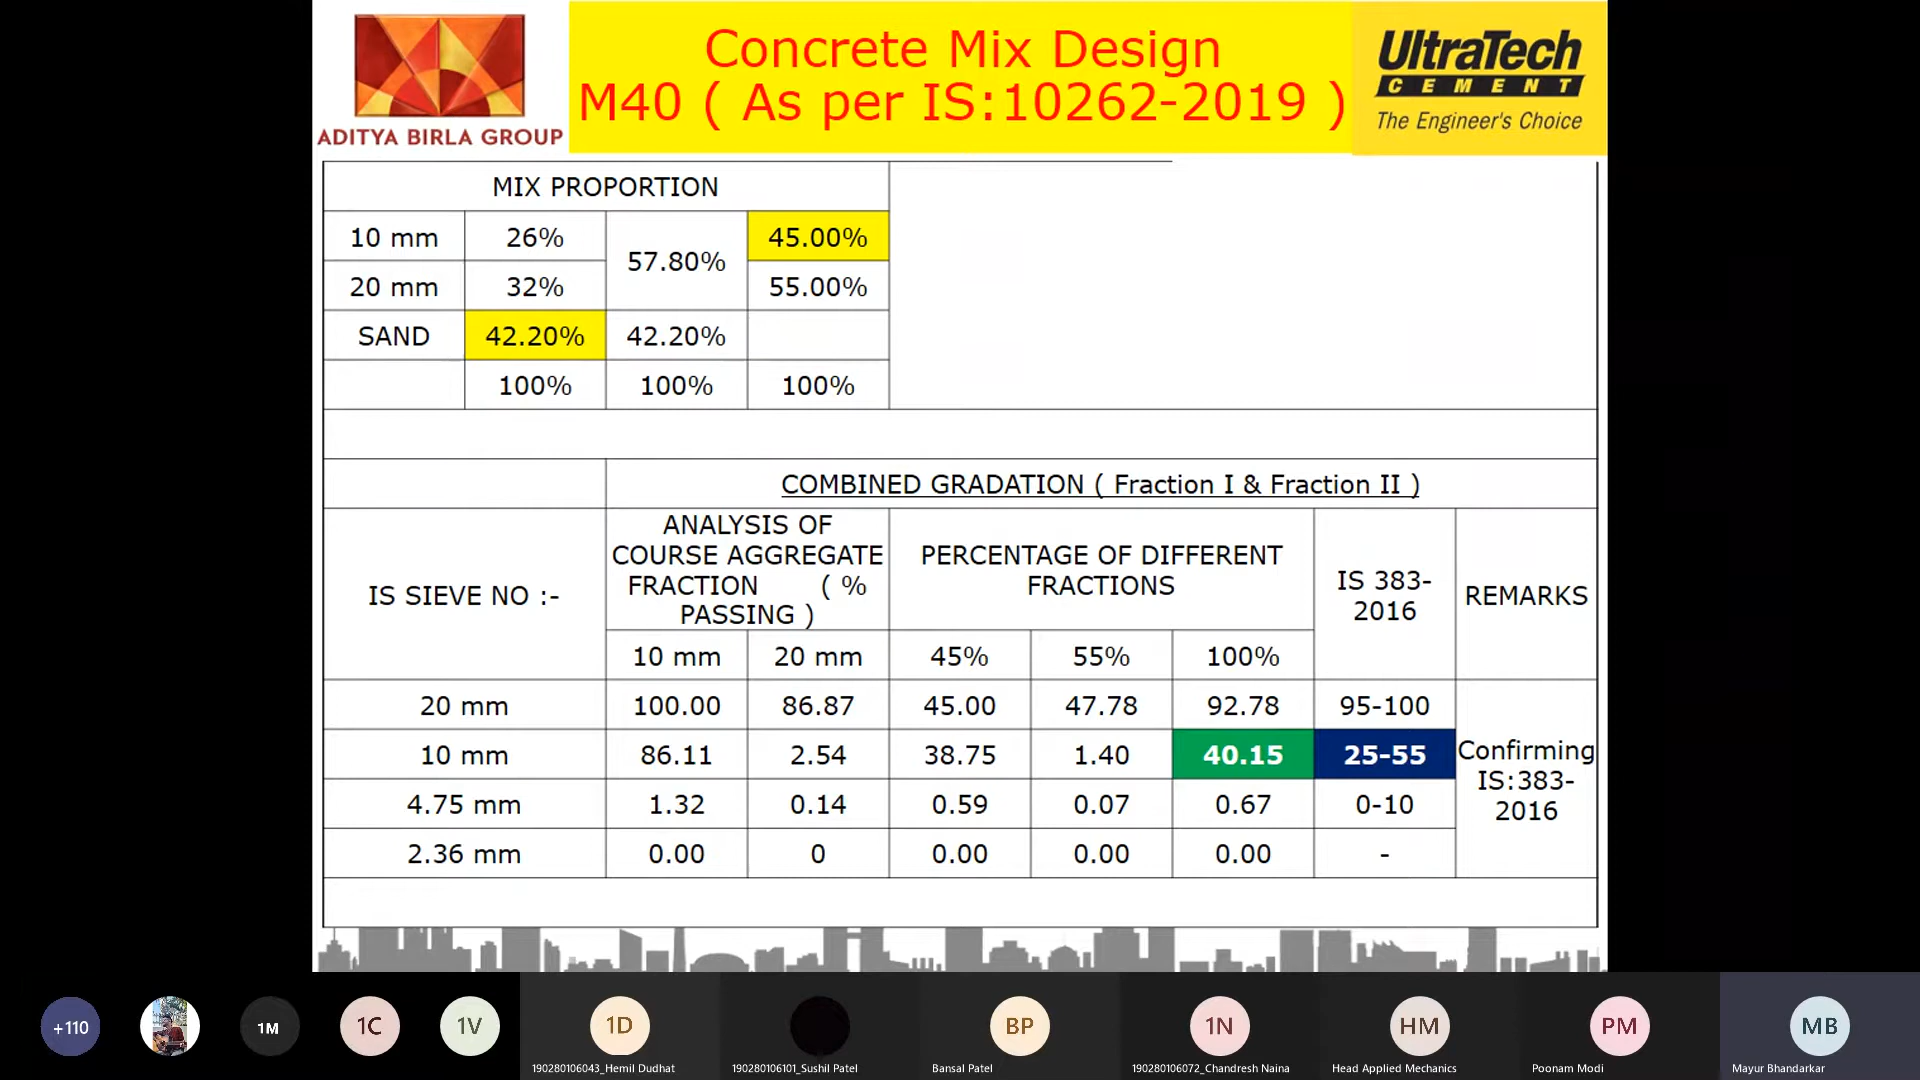 ADITYA BIRLA GROUP
Concrete Mix Design
M40 ( As per IS:10262-2019 )
UltraTech
CEMENT
The Engineer's Choice
MIX PROPORTION
10 mm 26% 57.80% 45.00%
20 mm 32% 55.00%
SAND 42.20% 42.20%
100% 100% 100%
COMBINED GRADATION ( Fraction I & Fraction II )
IS SIEVE NO :-
ANALYSIS OF
COURSE AGGREGATE
FRACTION ( %
PASSING )
PERCENTAGE OF DIFFERENT
FRACTIONS
IS 383-
2016
REMARKS
10 mm 20 mm 45% 55% 100%
20 mm 100.00 86.87 45.00 47.78 92.78 95-100
10 mm 86.11 2.54 38.75 1.40 40.15 25-55
4.75 mm 1.32 0.14 0.59 0.07 0.67 0-10
2.36 mm 0.00 0 0.00 0.00 0.00 -
Confirming
IS:383-
2016
+110
1M
1C
1V
1D
BP
1N
HM
PM
MB
190280106043_Hemil Dudhat
190280106101_Sushil Patel
Bansal Patel
190280106072_Chandresh Naina
Head Applied Mechanics
Poonam Modi
Mayur Bhandarkar